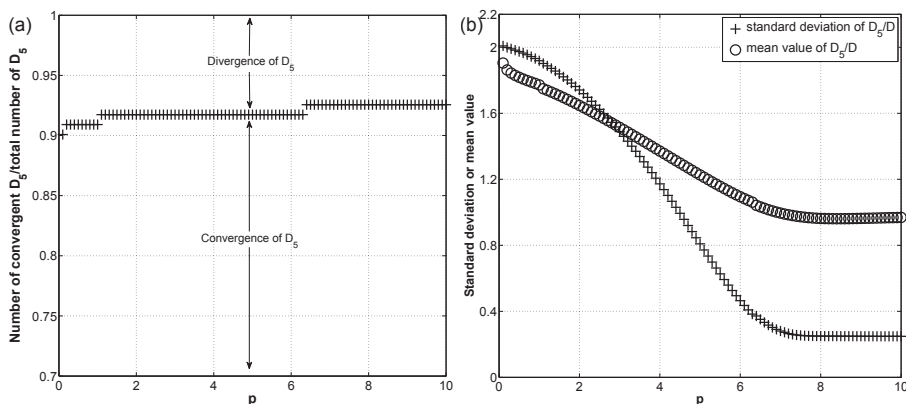 (a)
1
0.95
0.9
0.85
0.8
0.75
0.7
Number of convergent D5/total number of D5
Divergence of D5
Convergence of D5
0 2 4 6 8 10
p
(b)
2.2
2
1.6
1.2
0.8
0.4
0
Standard deviation or mean value
standard deviation of D5/D
mean value of D5/D
0 2 4 6 8 10
p